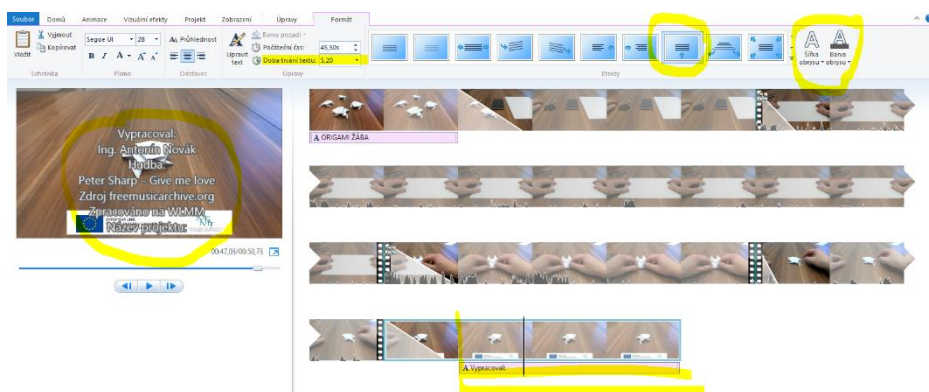 Soubor
Domů
Animace
Vizuální efekty
Projekt
Zobrazení
Úpravy
Formát
Vložit
Vyjmout
Kopírovat
Schránka
Segoe UI
28
B I A A A
Písmo
Průhlednost
Odstavec
Upravit
text
Barva pozadí
Počáteční čas:
45,50s
Doba trvání textu:
5,20
Úpravy
Efekty
Šířka
obrysu
Barva
obrysu
Vypracoval:
Ing. Antonín Novák
Hudba:
Peter Sharp – Give me love
Zdroj freemusicarchive.org
Zpracováno na WLMM
Název projektu:
00:47,03/00:50,73
A ORIGAMI ŽÁBA
A Vypracoval: